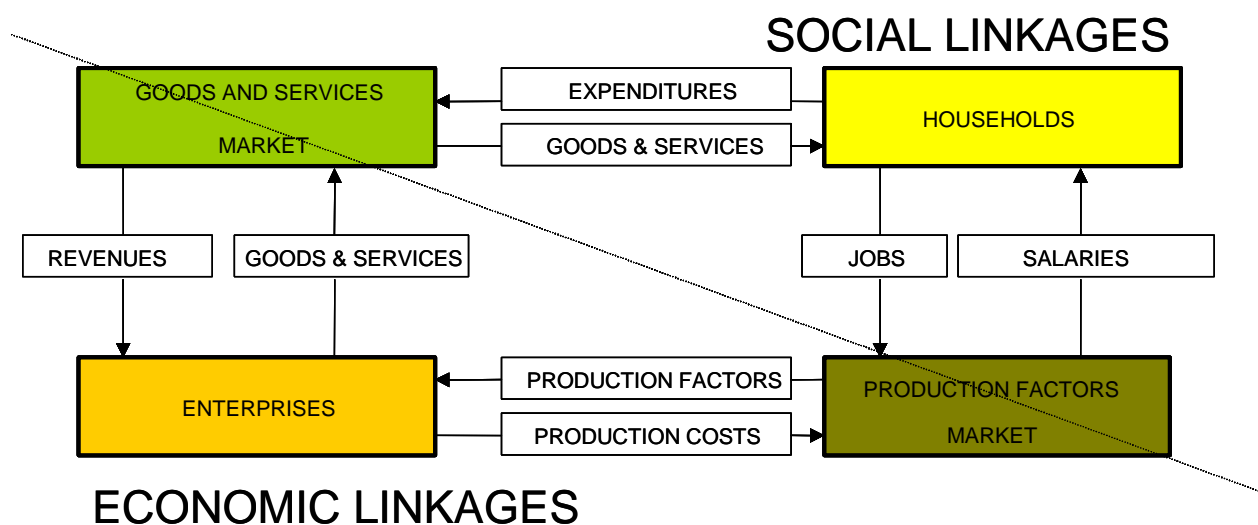 SOCIAL LINKAGES
GOODS AND SERVICES
MARKET
EXPENDITURES
GOODS & SERVICES
HOUSEHOLDS
REVENUES
GOODS & SERVICES
JOBS
SALARIES
ENTERPRISES
PRODUCTION FACTORS
PRODUCTION COSTS
PRODUCTION FACTORS
MARKET
ECONOMIC LINKAGES